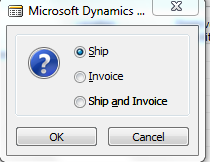 Microsoft Dynamics ...
Ship
Invoice
Ship and Invoice
OK
Cancel